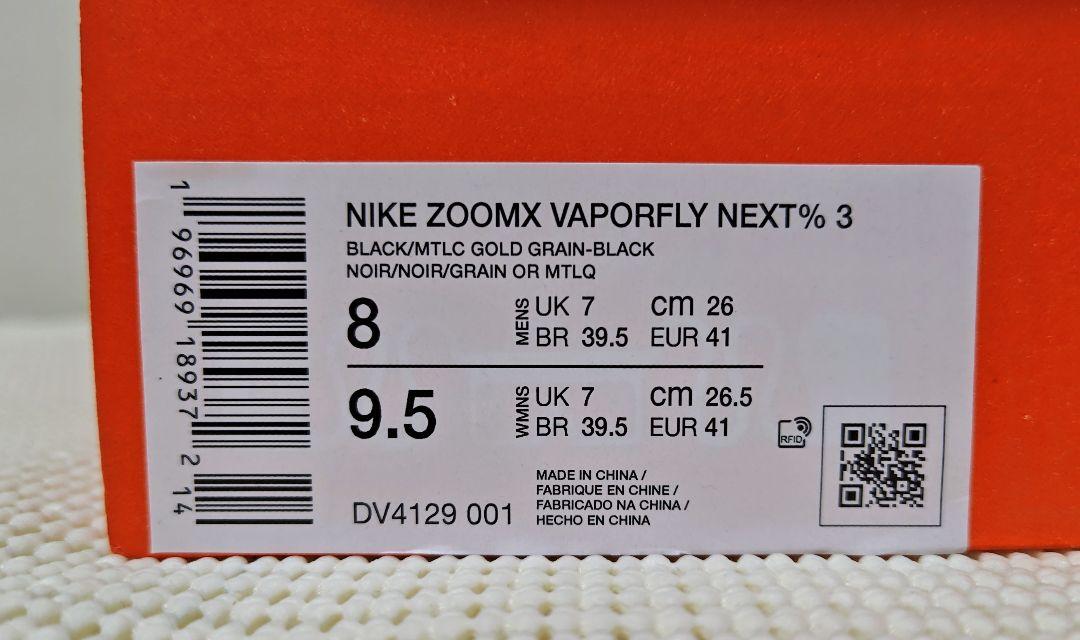 1 96969 18937 2 14
NIKE ZOOMX VAPORFLY NEXT% 3
BLACK/MTLC GOLD GRAIN-BLACK
NOIR/NOIR/GRAIN OR MTLQ
8
MENS
UK 7 cm 26
BR 39.5 EUR 41
9.5
WMNS
UK 7 cm 26.5
BR 39.5 EUR 41
RFID
DV4129 001
MADE IN CHINA /
FABRIQUE EN CHINE /
FABRICADO NA CHINA /
HECHO EN CHINA